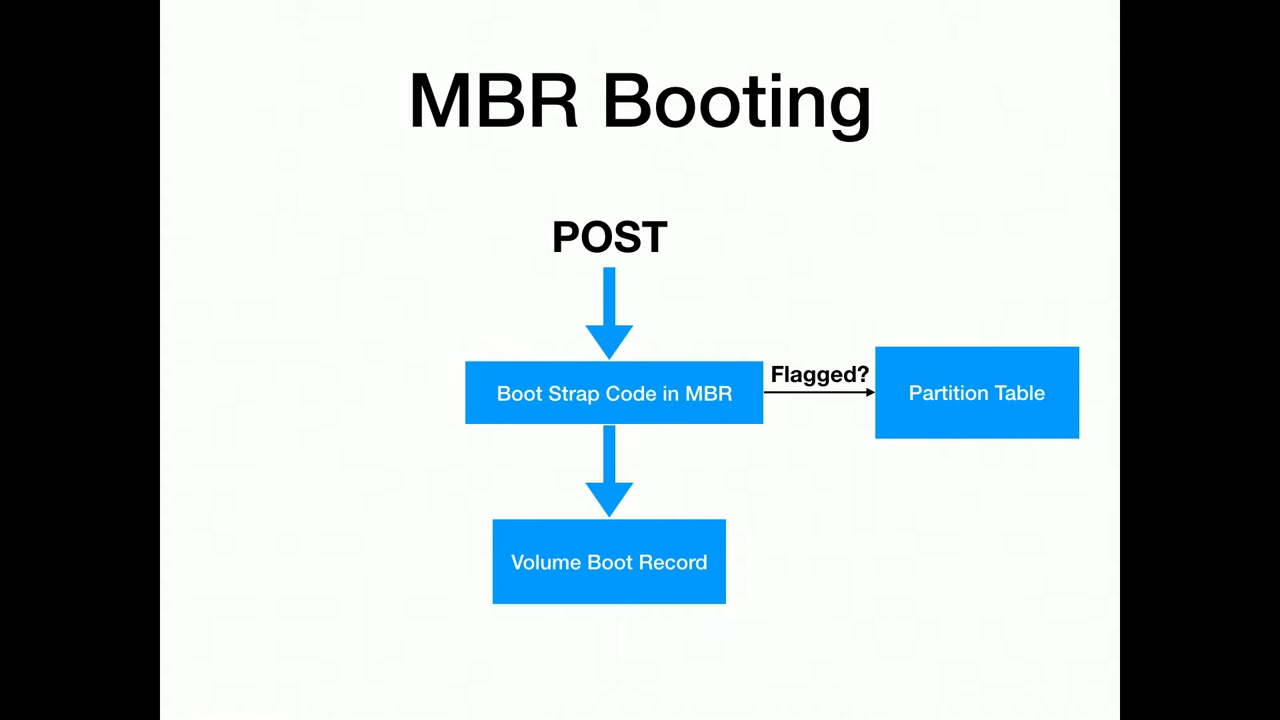 MBR Booting
POST
Boot Strap Code in MBR
Flagged?
Partition Table
Volume Boot Record